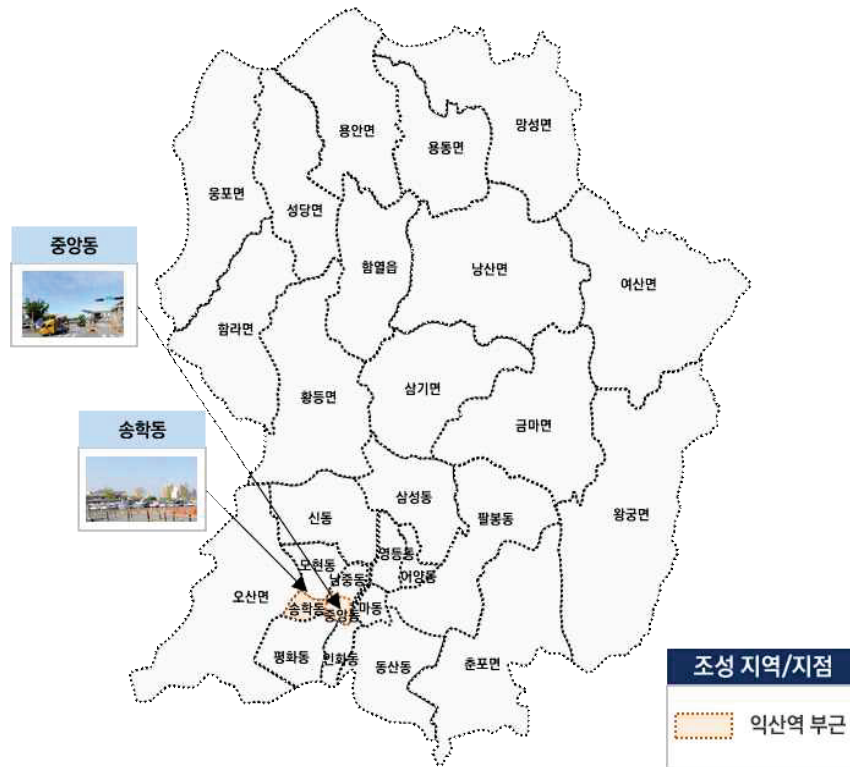 용안면
망성면
용동면
웅포면
성당면
중앙동
함열읍
낭산면
여산면
함라면
삼기면
황등면
금마면
송학동
삼성동
신동
팔봉동
왕궁면
영등동
모현동
남중동
어양동
오산면
송학동
중앙동
마동
평화동
인화동
동산동
춘포면
조성 지역/지점
익산역 부근